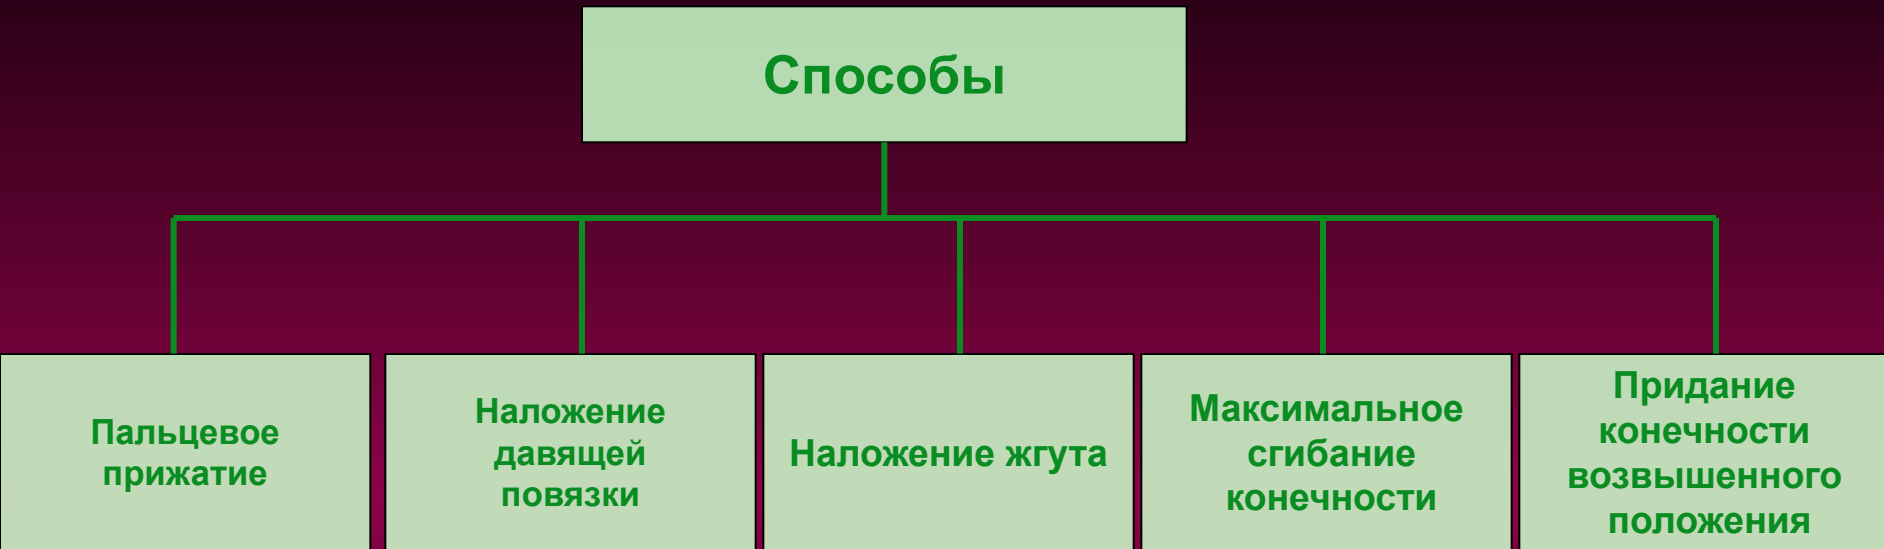 Способы
Пальцевое
прижатие
Наложение
давящей
повязки
Наложение жгута
Максимальное
сгибание
конечности
Придание
конечности
возвышенного
положения